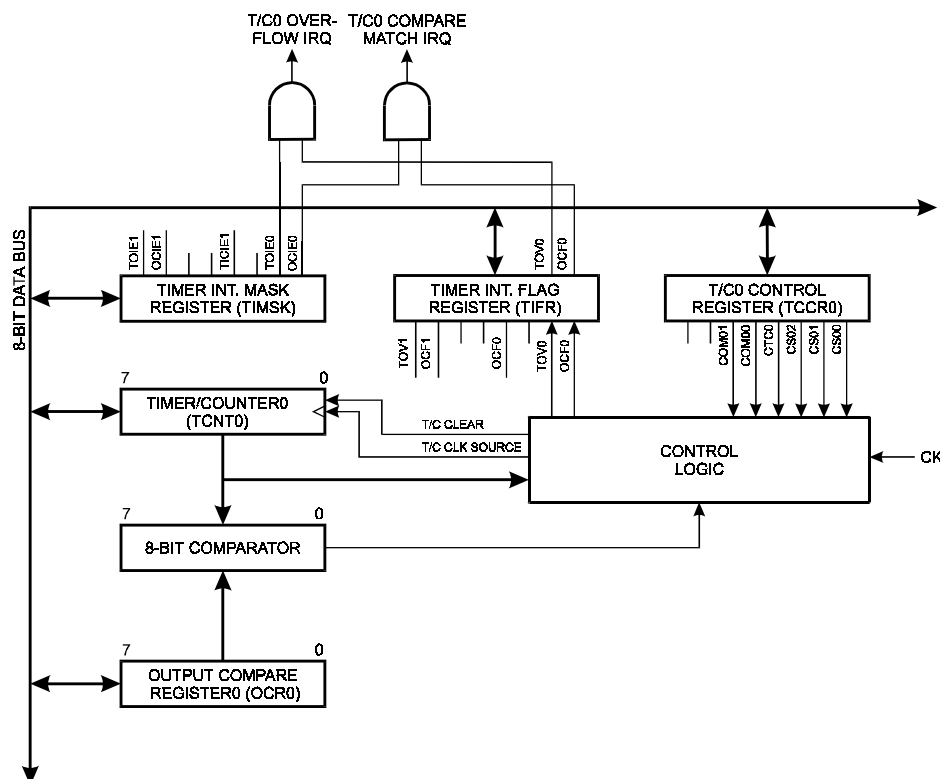 T/C0 OVER-
FLOW IRQ
T/C0 COMPARE
MATCH IRQ
8-BIT DATA BUS
TOIE1
OCIE1
TICIE1
TOIE0
OCIE0
TOV0
OCF0
TIMER INT. MASK
REGISTER (TIMSK)
TIMER INT. FLAG
REGISTER (TIFR)
T/C0 CONTROL
REGISTER (TCCR0)
TOV1
OCF1
OCF0
TOV0
OCF0
COM01
COM00
CTC0
CS02
CS01
CS00
7
0
TIMER/COUNTER0
(TCNT0)
T/C CLEAR
T/C CLK SOURCE
CONTROL
LOGIC
CK
7
0
8-BIT COMPARATOR
7
0
OUTPUT COMPARE
REGISTER0 (OCR0)